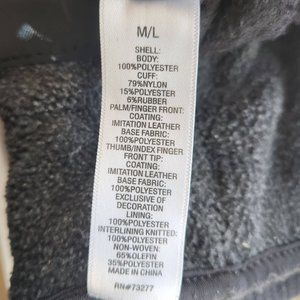 M/L
SHELL:
BODY:
100%POLYESTER
CUFF:
79%NYLON
15%POLYESTER
6%RUBBER
PALM/FINGER FRONT:
COATING:
IMITATION LEATHER
BASE FABRIC:
100%POLYESTER
THUMB/INDEX FINGER
FRONT TIP:
COATING:
IMITATION LEATHER
BASE FABRIC:
100%POLYESTER
EXCLUSIVE OF
DECORATION
LINING:
100%POLYESTER
INTERLINING KNITTED:
100%POLYESTER
NON-WOVEN:
65%OLEFIN
35%POLYESTER
MADE IN CHINA
RN#73277